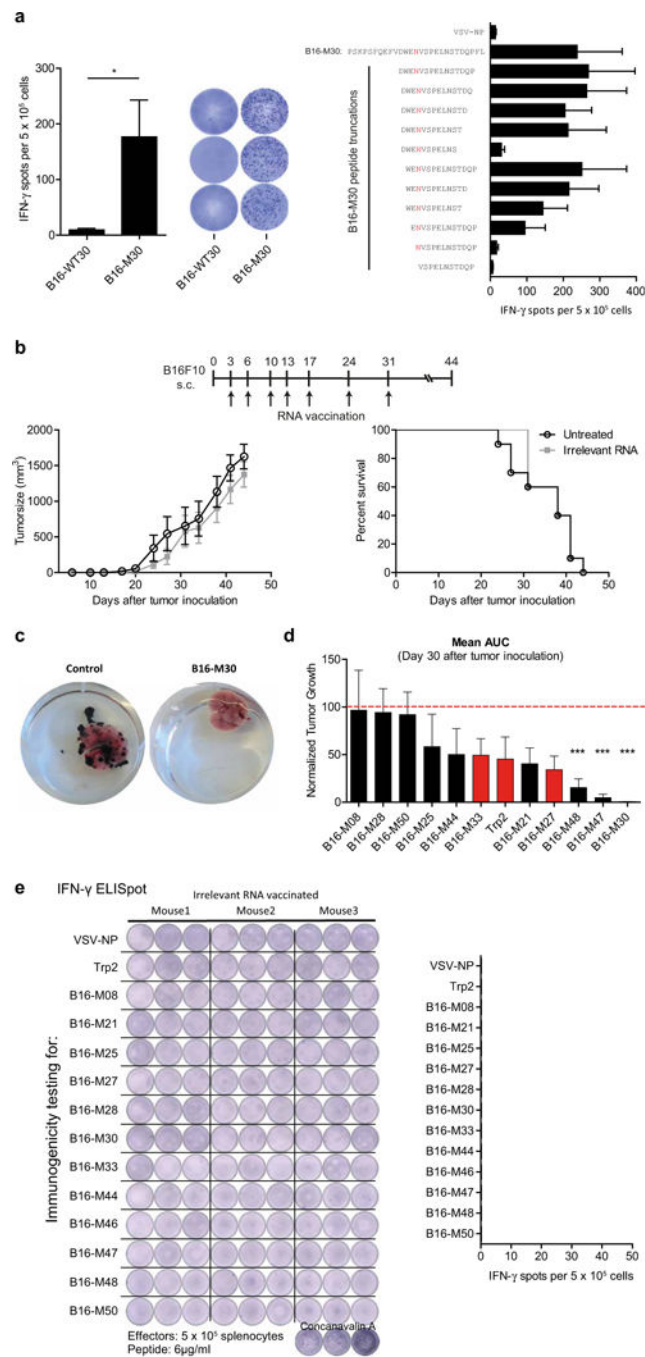 a
IFN-γ spots per 5 x 10⁵ cells
300
200
100
0
*
B16-WT30
B16-M30
B16-WT30
B16-M30
B16-M30 peptide truncations
VSV-NP
B16-M30: PSKPSFQEFVDWENVSPELNSTDQPFL
DWENVSPELNSTDQP
DWENVSPELNSTDQ
DWENVSPELNSTD
DWENVSPELNST
DWENVSPELNS
WENVSPELNSTDQP
WENVSPELNSTD
WENVSPELNST
ENVSPELNSTDQP
NVSPELNSTDQP
VSPELNSTDQP
0 100 200 300 400
IFN-γ spots per 5 x 10⁵ cells
b
B16F10
s.c.
0 3 6 10 13 17 24 31 44
RNA vaccination
Tumorsize (mm³)
2000
1500
1000
500
0
0 10 20 30 40 50
Days after tumor inoculation
Percent survival
100
80
60
40
20
0
0 20 40 60
Days after tumor inoculation
Untreated
Irrelevant RNA
c
Control
B16-M30
d
Mean AUC
(Day 30 after tumor inoculation)
Normalized Tumor Growth
150
100
50
0
*** *** ***
B16-M08
B16-M28
B16-M50
B16-M25
B16-M44
B16-M33
Trp2
B16-M21
B16-M27
B16-M48
B16-M47
B16-M30
e
IFN-γ ELISpot
Irrelevant RNA vaccinated
Mouse1 Mouse2 Mouse3
Immunogenicity testing for:
VSV-NP
Trp2
B16-M08
B16-M21
B16-M25
B16-M27
B16-M28
B16-M30
B16-M33
B16-M44
B16-M46
B16-M47
B16-M48
B16-M50
Effectors: 5 x 10⁵ splenocytes
Peptide: 6µg/ml
Concanavalin A
VSV-NP
Trp2
B16-M08
B16-M21
B16-M25
B16-M27
B16-M28
B16-M30
B16-M33
B16-M44
B16-M46
B16-M47
B16-M48
B16-M50
0 10 20 30 40 50
IFN-γ spots per 5 x 10⁵ cells